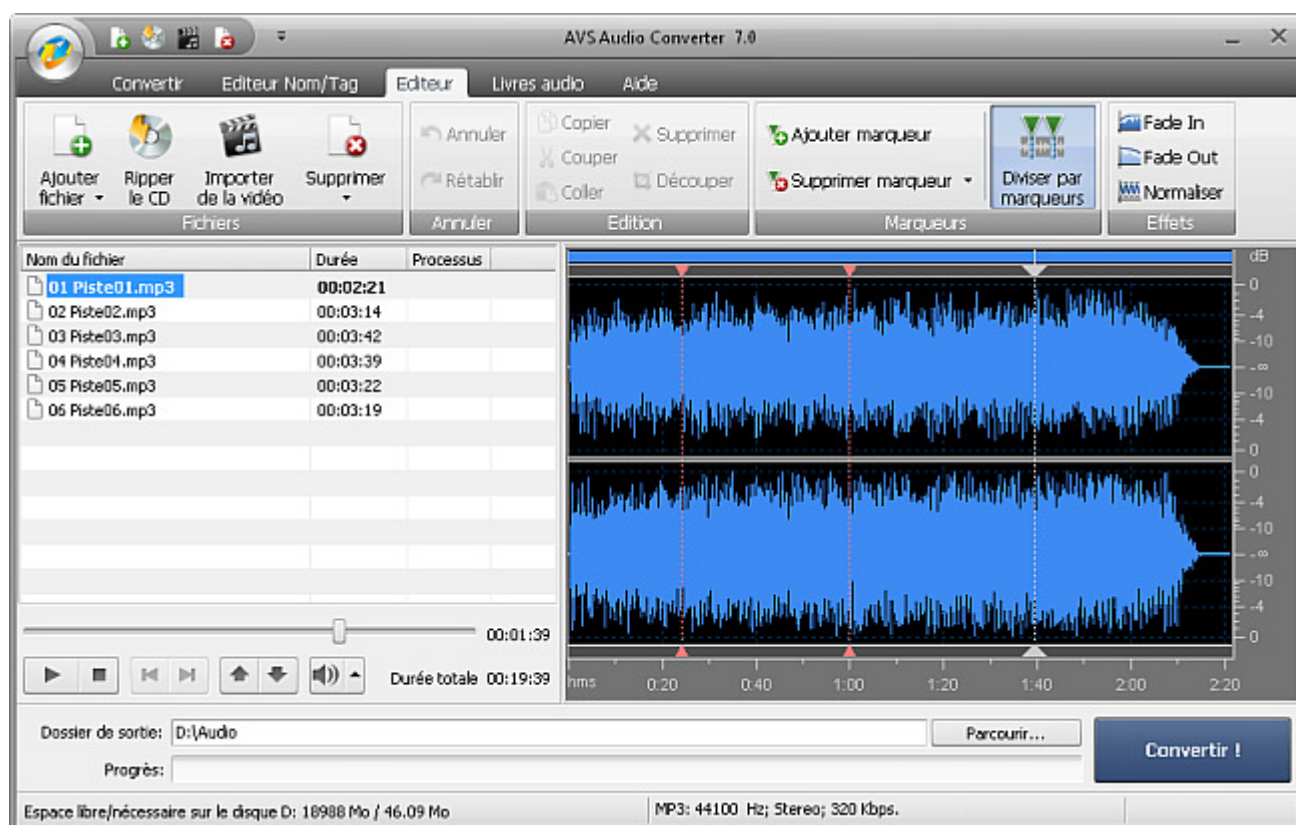 AVS Audio Converter 7.0
Convertir Editeur Nom/Tag Editeur Livres audio Aide
Ajouter fichier
Ripper le CD
Importer de la vidéo
Supprimer
Fichiers
Annuler
Rétablir
Annuler
Copier
Couper
Coller
Supprimer
Découper
Edition
Ajouter marqueur
Supprimer marqueur
Diviser par marqueurs
Marqueurs
Fade In
Fade Out
Normaliser
Effets
Nom du fichier Durée Processus
01 Piste01.mp3 00:02:21
02 Piste02.mp3 00:03:14
03 Piste03.mp3 00:03:42
04 Piste04.mp3 00:03:39
05 Piste05.mp3 00:03:22
06 Piste06.mp3 00:03:19
dB
0
-4
-10
-∞
-10
-4
0
0
-4
-10
-∞
-10
-4
0
hms 0:20 0:40 1:00 1:20 1:40 2:00 2:20
00:01:39
Durée totale 00:19:39
Dossier de sortie: D:\Audio Parcourir...
Progrès:
Convertir !
Espace libre/nécessaire sur le disque D: 18988 Mo / 46.09 Mo
MP3: 44100 Hz; Stereo; 320 Kbps.